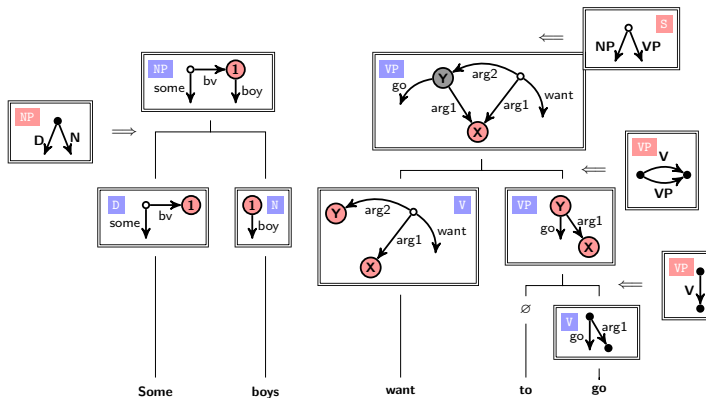 S
NP VP
⇐
NP
1
some bv boy
VP
Y
go arg2 want
arg1 arg1
X
NP
D N
⇒
VP
V
VP
⇐
D
1
some bv
1 N
boy
V
Y
arg2
arg1 want
X
VP
Y
go arg1
X
VP
V
⇐
∅
V
go arg1
Some boys want to go